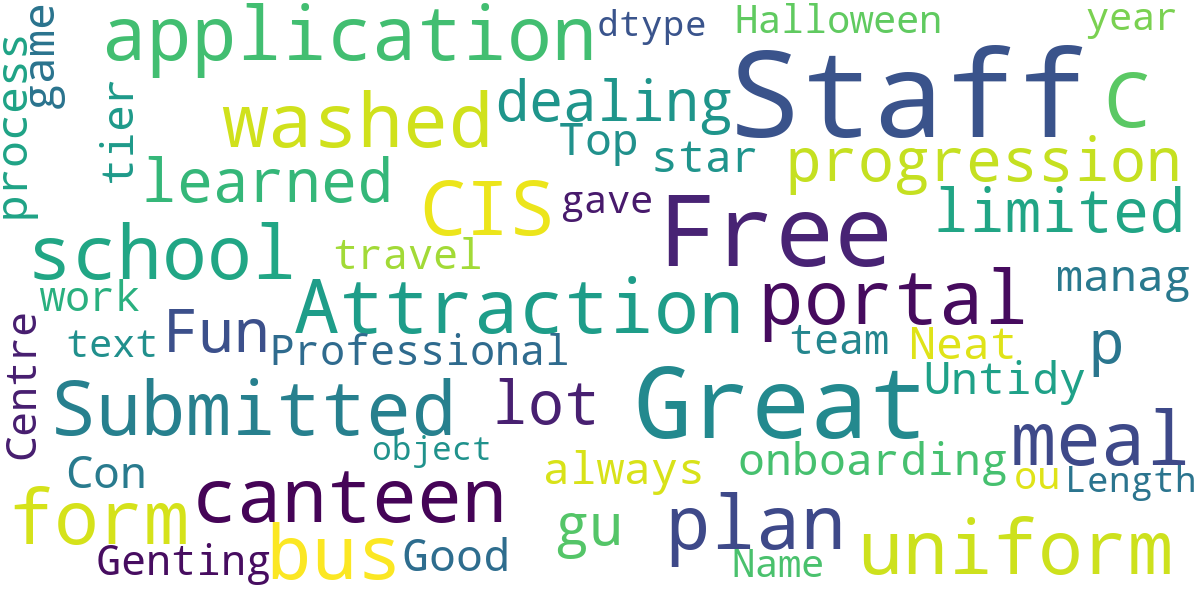 application
dtype
Halloween
year
process
game
Staff
C
tier
washed
dealing
Top
star
progression
learned
CIS
gave
Free
limited
school
travel
work
Attraction
portal
manag
Centre
text
Fun
Professional
team
Neat
p
Submitted
lot
Great
Untidy
object
meal
Con
always
onboarding
ou
Length
form
canteen
gu
plan
uniform
Genting
bus
Good
Name